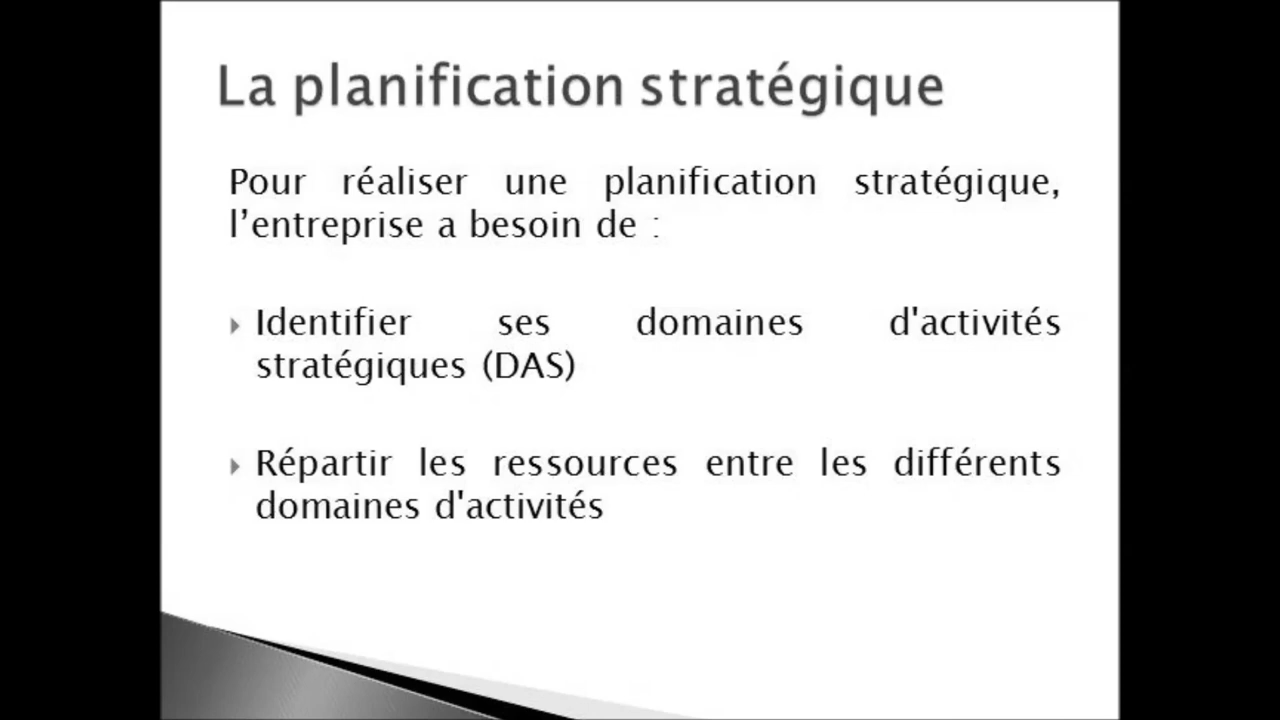 La planification stratégique
Pour réaliser une planification stratégique,
l’entreprise a besoin de :
Identifier ses domaines d'activités
stratégiques (DAS)
Répartir les ressources entre les différents
domaines d'activités